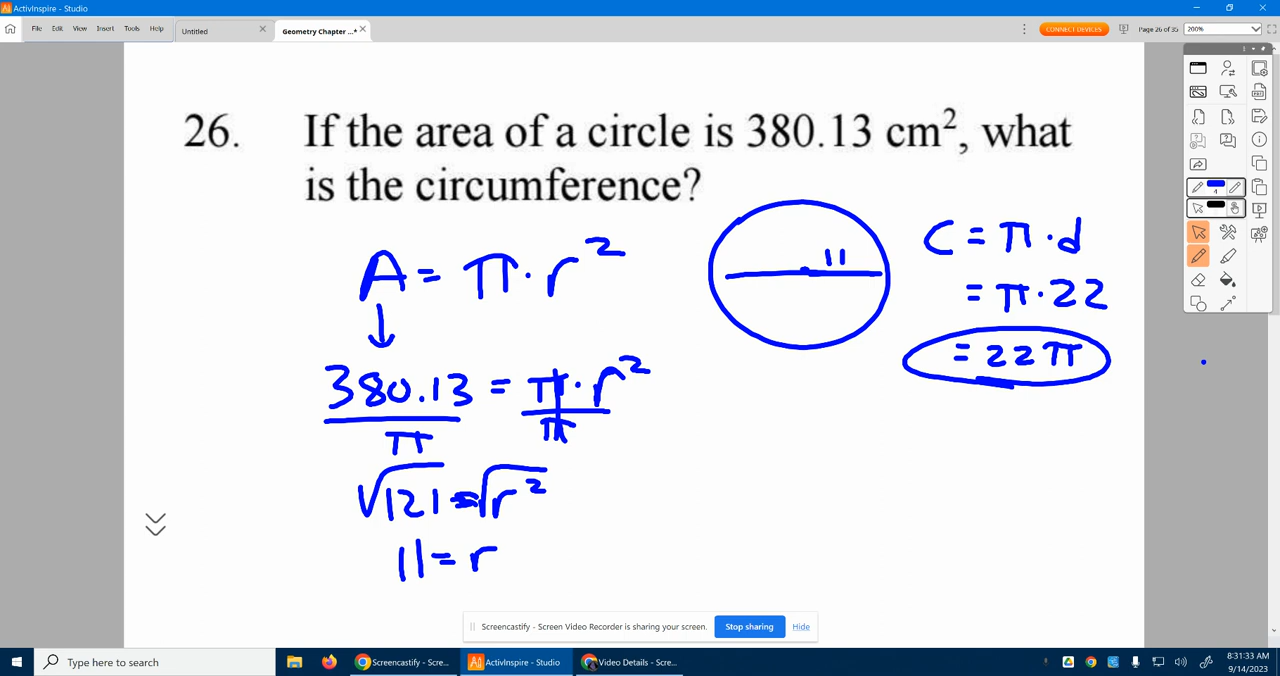 ActivInspire - Studio
File Edit View Insert Tools Help
Untitled
Geometry Chapter ...*
CONNECT DEVICES
Page 26 of 35
200%
26. If the area of a circle is 380.13 cm², what
is the circumference?
A = π · r²
380.13 = π · r²
π π
√121 = √r²
11 = r
11
C = π · d
= π · 22
= 22π
4
Screencastify - Screen Video Recorder is sharing your screen.
Stop sharing
Hide
Type here to search
Screencastify - Scre...
ActivInspire - Studio
Video Details - Scre...
8:31:33 AM
9/14/2023